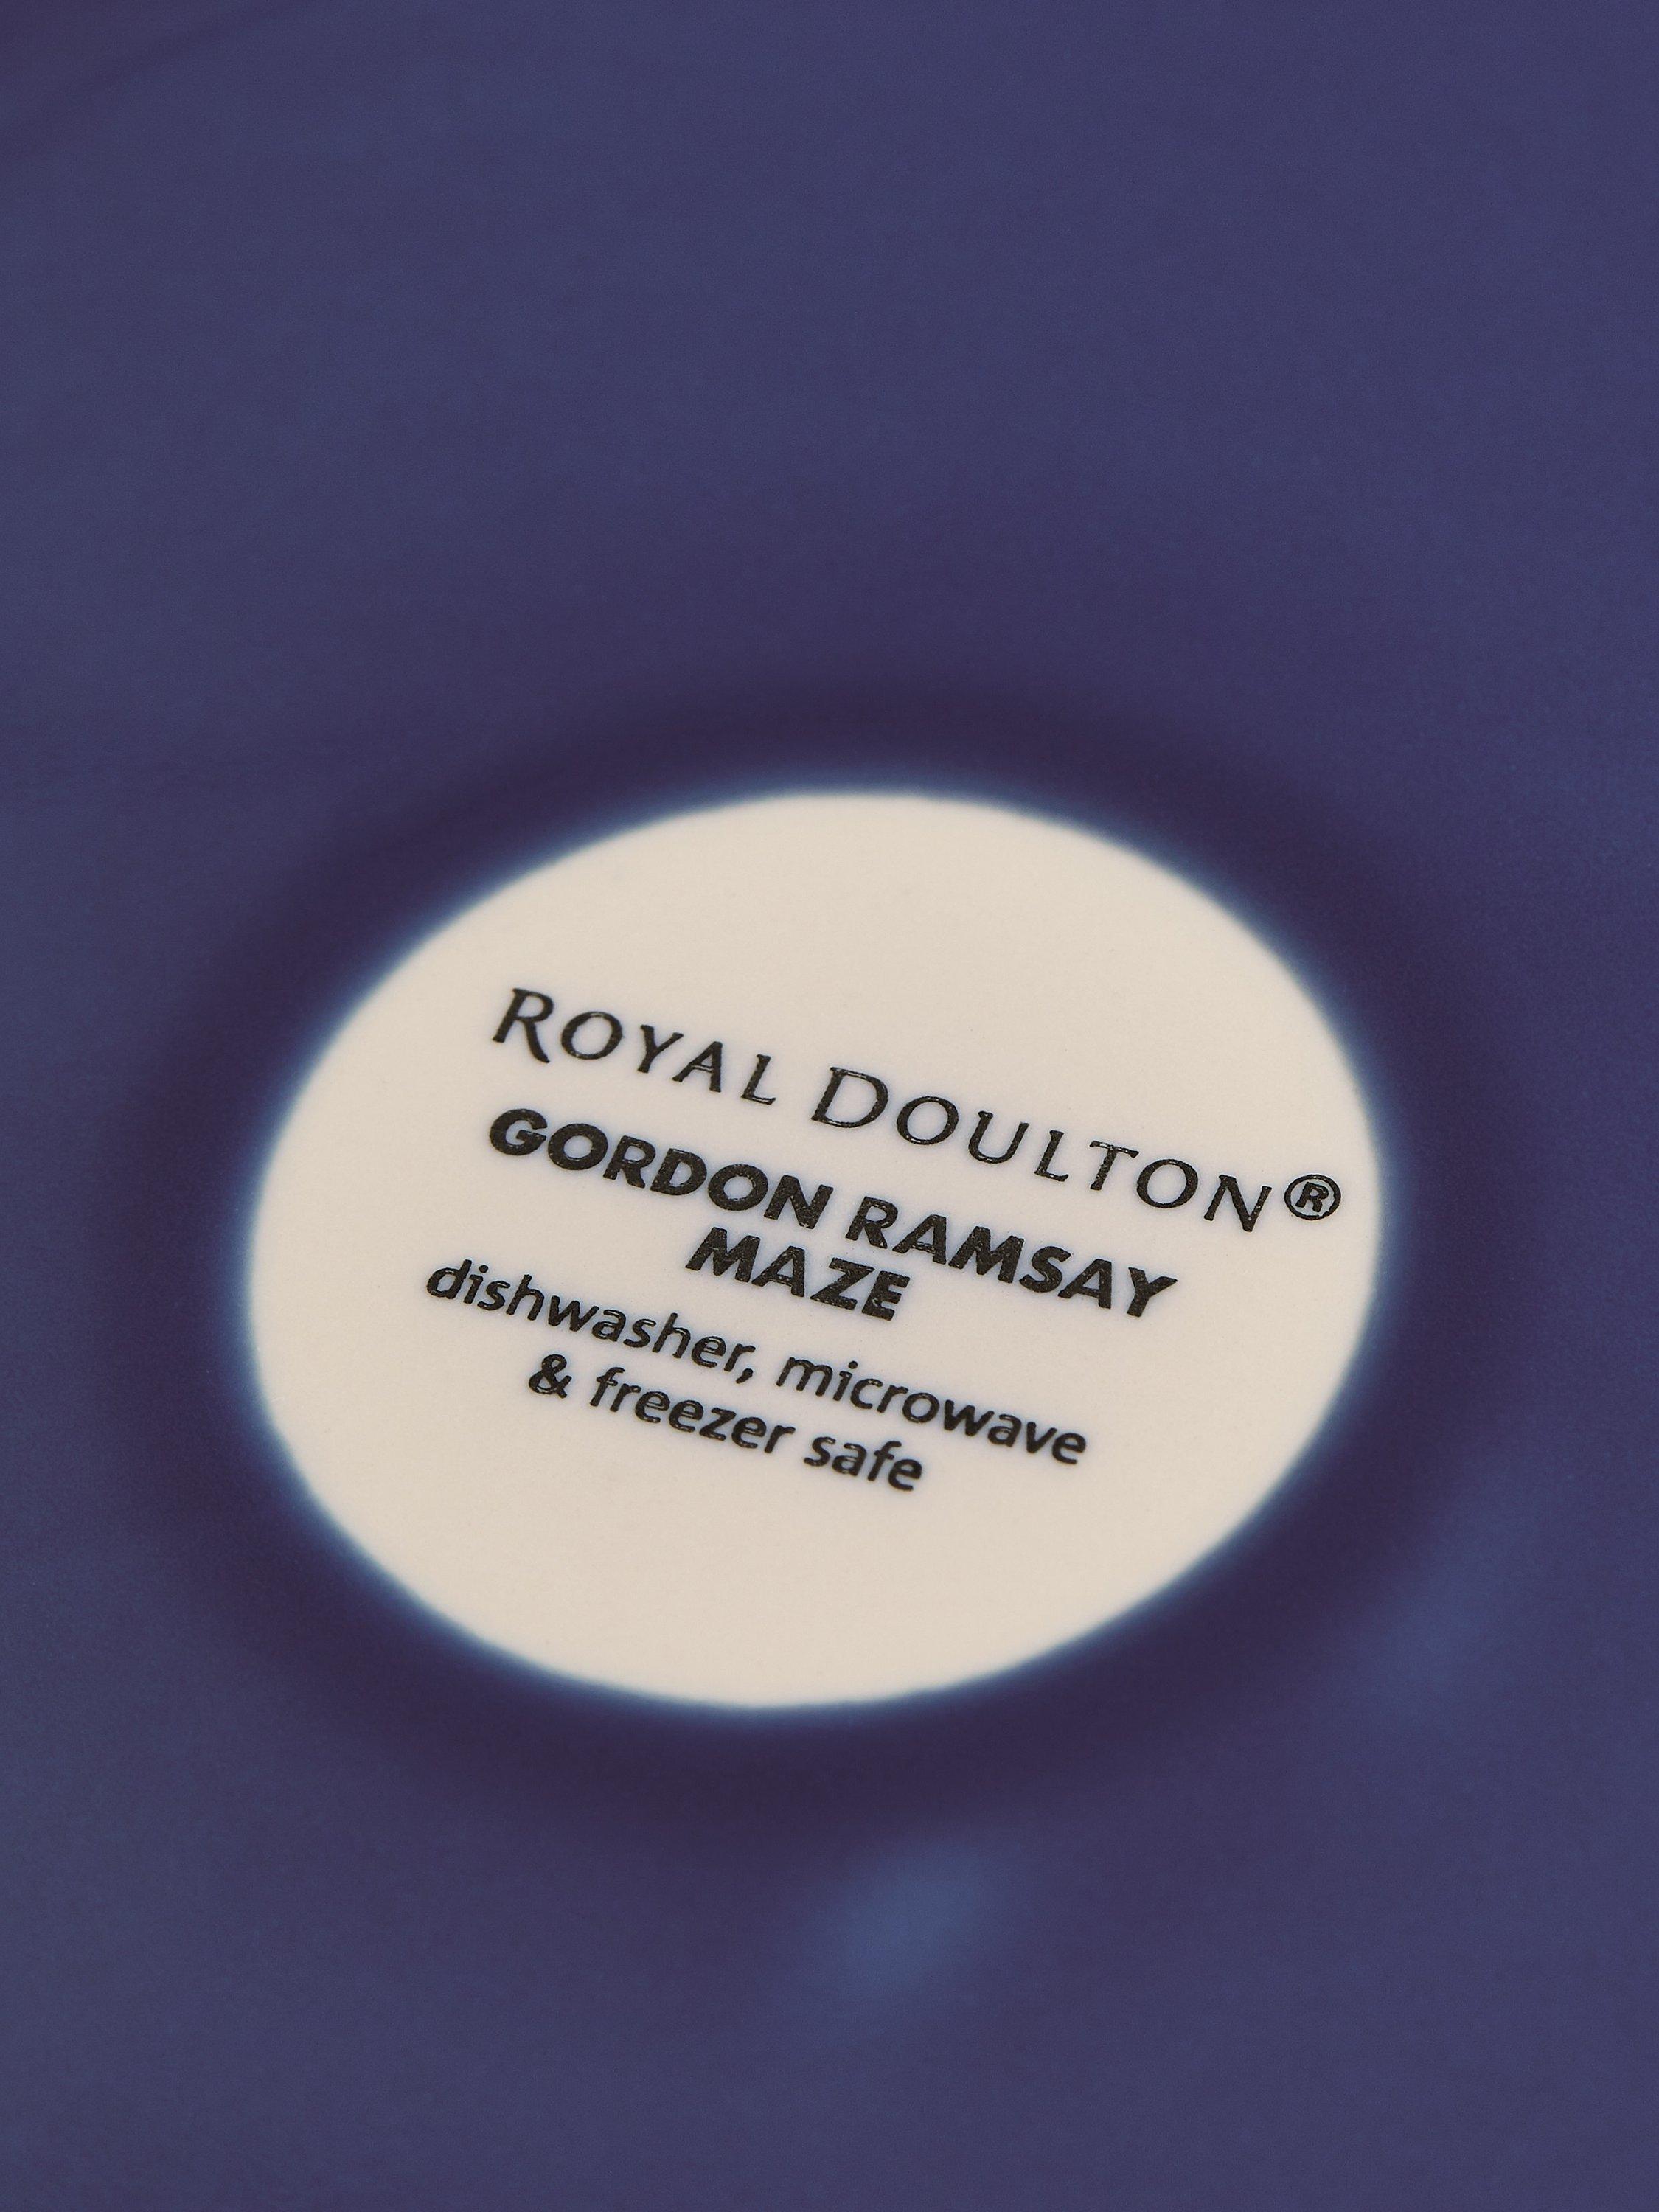 ROYAL DOULTON®
GORDON RAMSAY
MAZE
dishwasher, microwave
& freezer safe